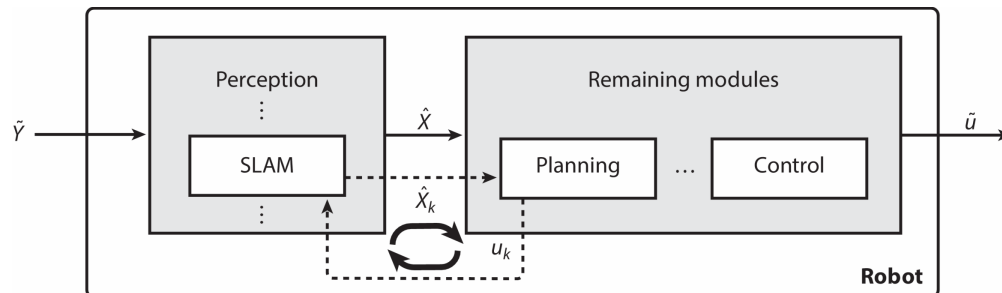 Perception
Remaining modules
⋮
Ỹ
X̂
ũ
SLAM
Planning
...
Control
X̂ₖ
⋮
uₖ
Robot